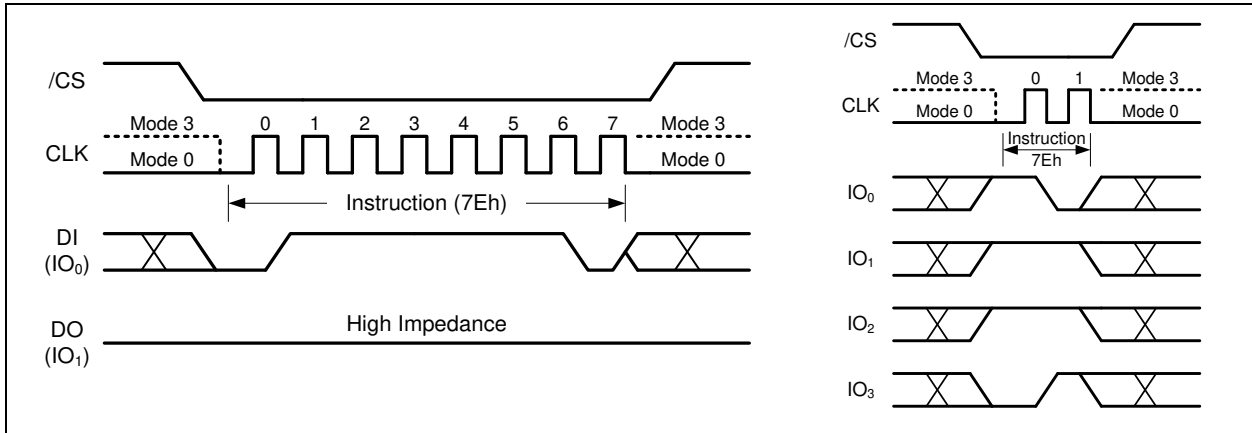 /CS
Mode 3 0 1 2 3 4 5 6 7 Mode 3
CLK
Mode 0 Mode 0
Instruction (7Eh)
DI
(IO₀)
High Impedance
DO
(IO₁)
/CS
Mode 3 0 1 Mode 3
CLK
Mode 0 Mode 0
Instruction
7Eh
IO₀
IO₁
IO₂
IO₃